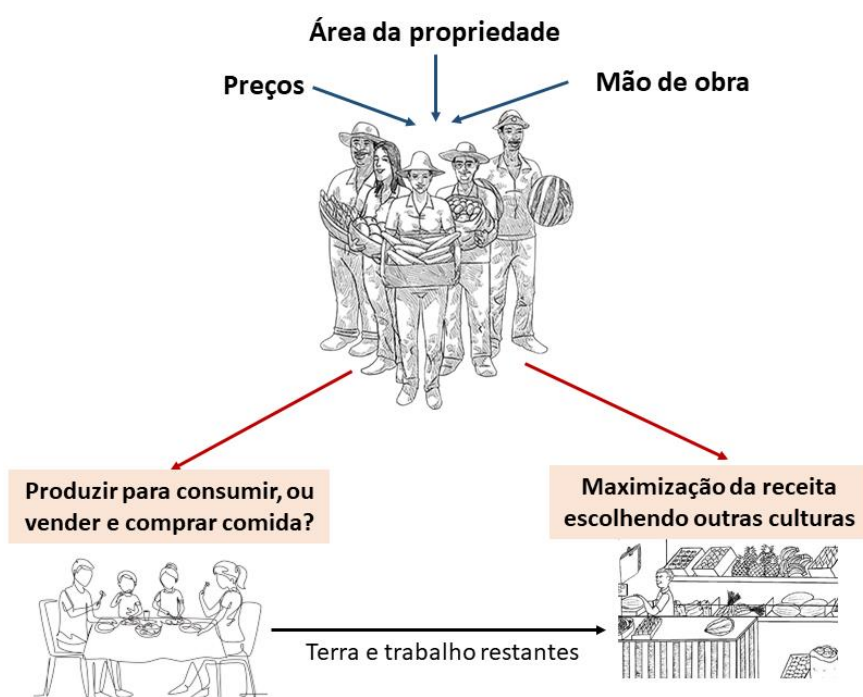 Área da propriedade
Preços
Mão de obra
Produzir para consumir, ou
vender e comprar comida?
Maximização da receita
escolhendo outras culturas
Terra e trabalho restantes